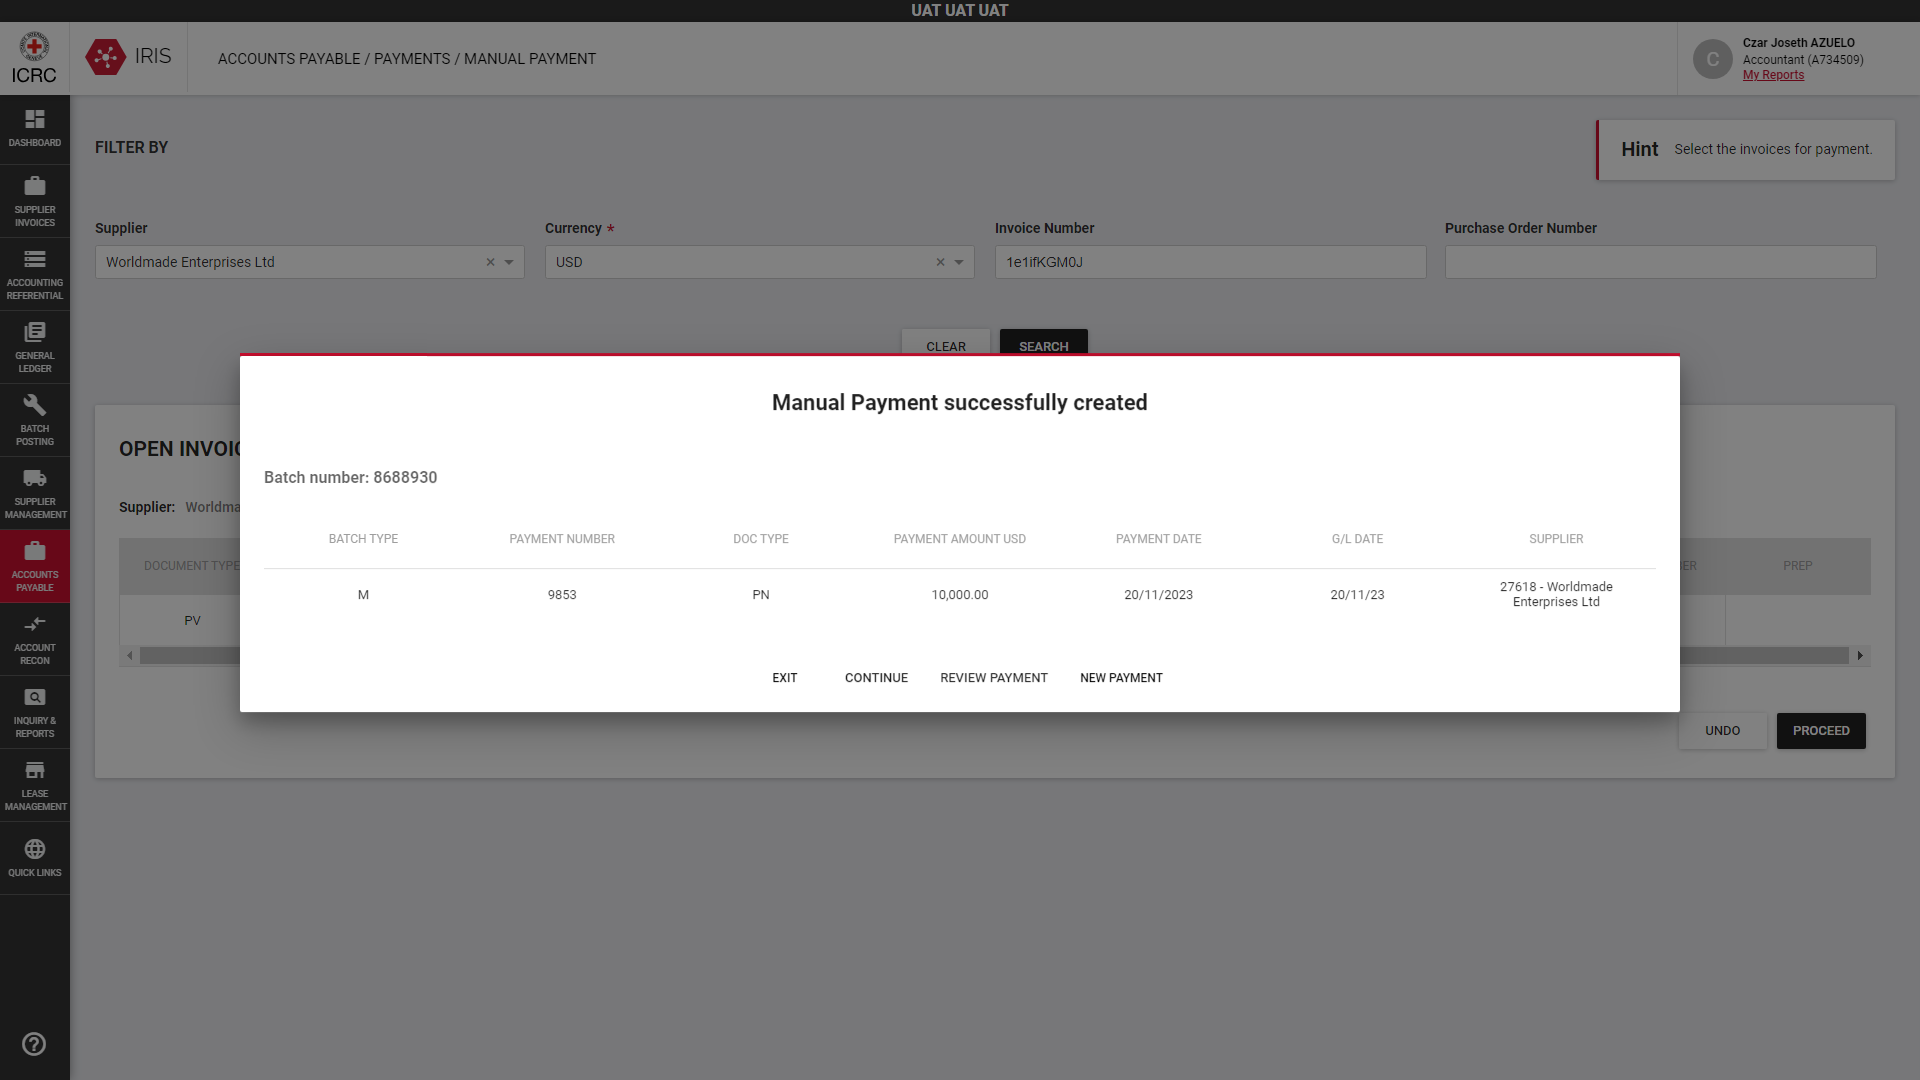 UAT UAT UAT
ICRC
IRIS
ACCOUNTS PAYABLE / PAYMENTS / MANUAL PAYMENT
C
Czar Joseth AZUELO
Accountant (A734509)
My Reports
DASHBOARD
SUPPLIER
INVOICES
ACCOUNTING
REFERENTIAL
GENERAL
LEDGER
BATCH
POSTING
SUPPLIER
MANAGEMENT
ACCOUNTS
PAYABLE
ACCOUNT
RECON
INQUIRY &
REPORTS
LEASE
MANAGEMENT
QUICK LINKS
FILTER BY
Hint Select the invoices for payment.
Supplier Currency * Invoice Number Purchase Order Number
Worldmade Enterprises Ltd USD 1e1ifKGM0J
CLEAR SEARCH
OPEN INVOIC
Supplier: Worldma
DOCUMENT TYPE ER PREP
PV
Manual Payment successfully created
Batch number: 8688930
BATCH TYPE PAYMENT NUMBER DOC TYPE PAYMENT AMOUNT USD PAYMENT DATE G/L DATE SUPPLIER
M 9853 PN 10,000.00 20/11/2023 20/11/23 27618 - Worldmade
Enterprises Ltd
EXIT CONTINUE REVIEW PAYMENT NEW PAYMENT
UNDO PROCEED